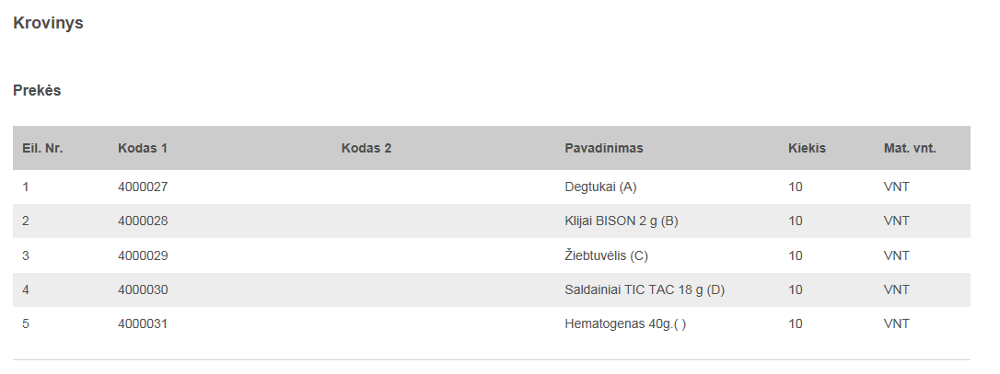 Krovinys
Prekės
Eil. Nr. Kodas 1 Kodas 2 Pavadinimas Kiekis Mat. vnt.
1 4000027 Degtukai (A) 10 VNT
2 4000028 Klijai BISON 2 g (B) 10 VNT
3 4000029 Žiebtuvėlis (C) 10 VNT
4 4000030 Saldainiai TIC TAC 18 g (D) 10 VNT
5 4000031 Hematogenas 40g.( ) 10 VNT